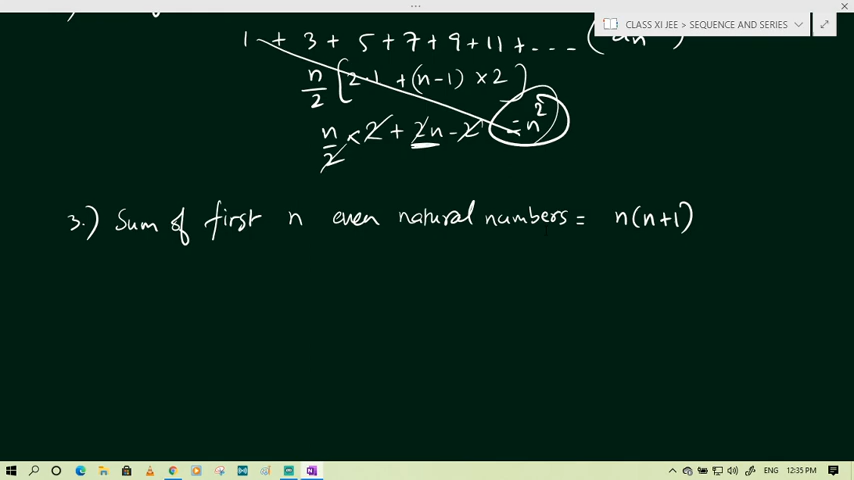 CLASS XI JEE > SEQUENCE AND SERIES
1 + 3 + 5 + 7 + 9 + 11 + - - - - (
n/2 [2·1 + (n-1) × 2]
n/2 × 2 + 2n - 2 = n²
3.) Sum of first n even natural numbers = n(n+1)
ENG 12:35 PM